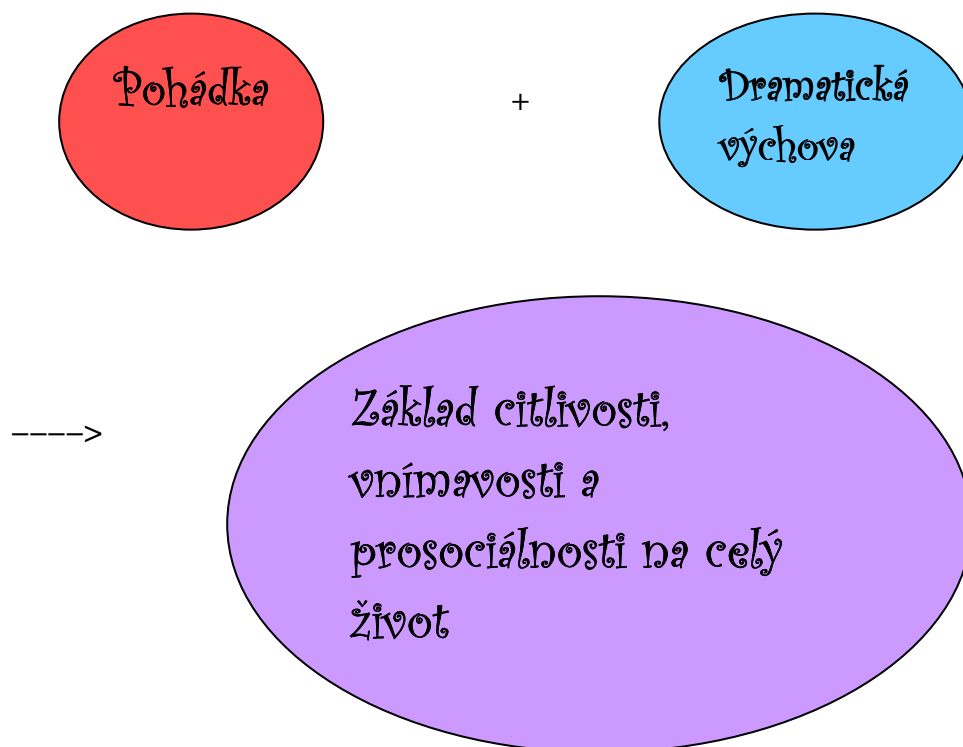 Pohádka
+
Dramatická
výchova
---->
Základ citlivosti,
vnímavosti a
prosociálnosti na celý
život